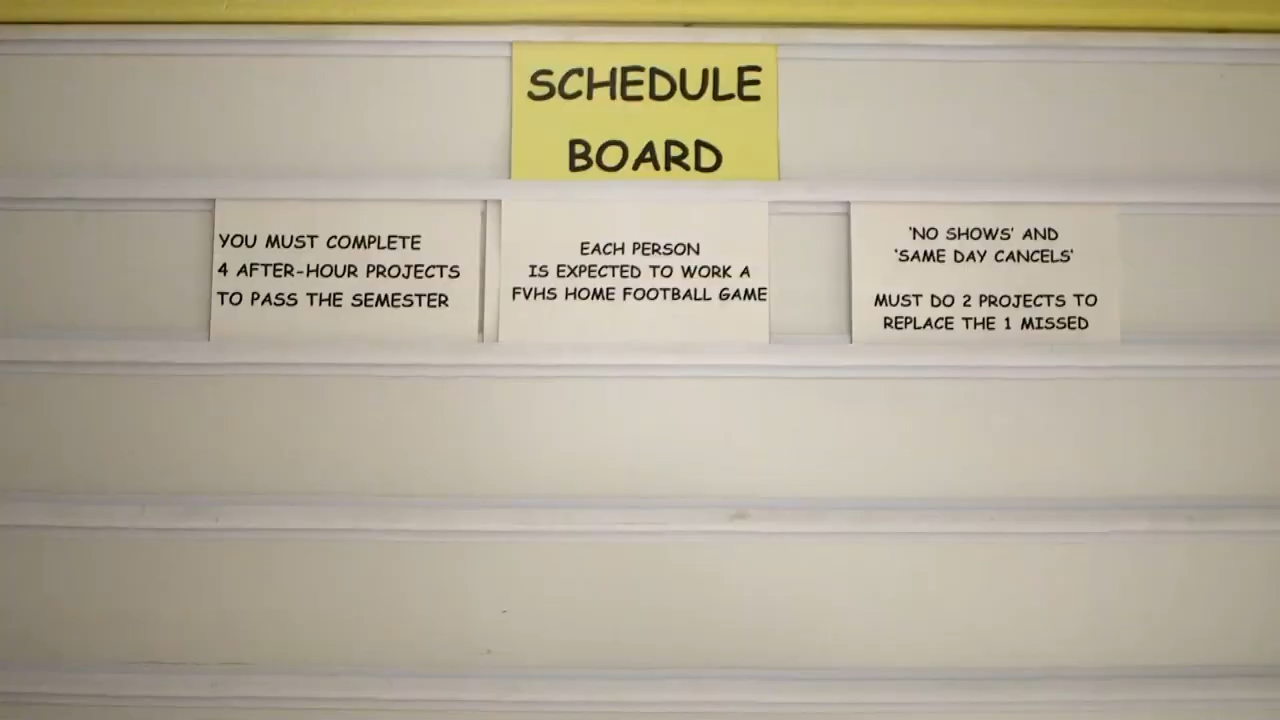 SCHEDULE
BOARD
YOU MUST COMPLETE
4 AFTER-HOUR PROJECTS
TO PASS THE SEMESTER
EACH PERSON
IS EXPECTED TO WORK A
FVHS HOME FOOTBALL GAME
‘NO SHOWS’ AND
‘SAME DAY CANCELS’
MUST DO 2 PROJECTS TO
REPLACE THE 1 MISSED